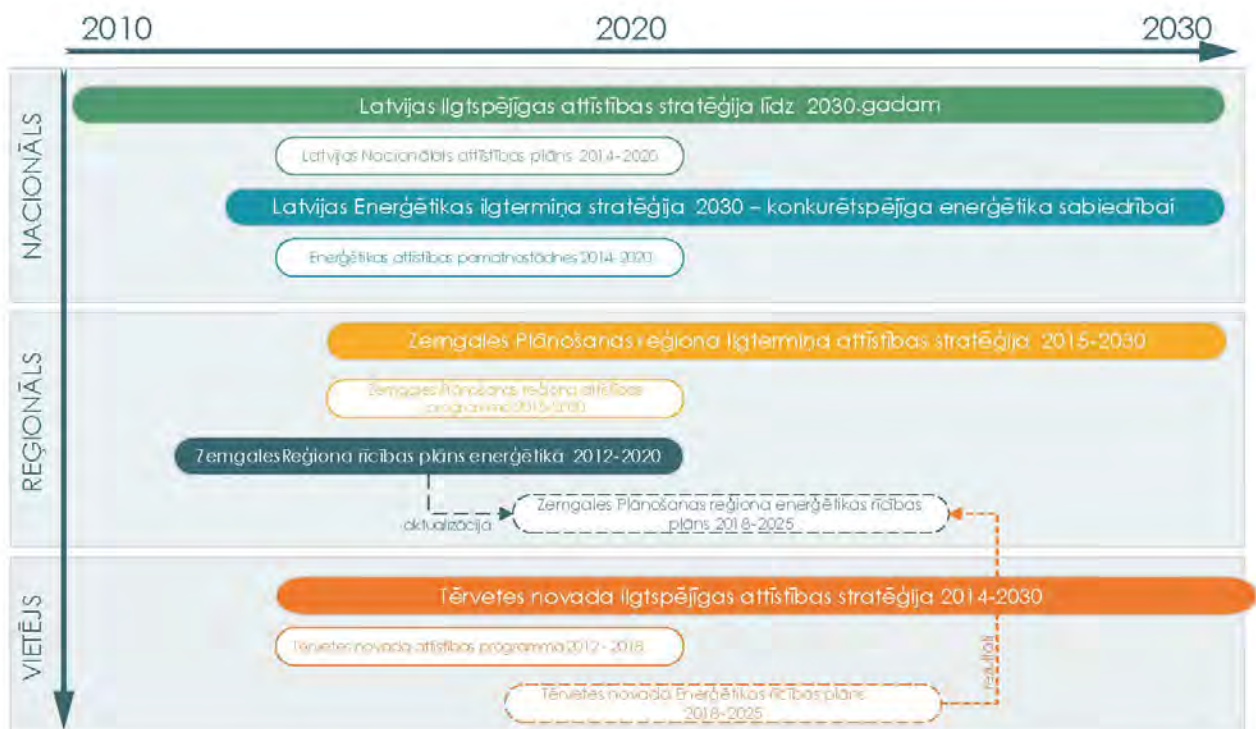 2010
2020
2030
NACIONĀLS
Latvijas Ilgtspējīgas attīstības stratēģija līdz 2030.gadam
Latvijas Nacionālais attīstības plāns 2014-2020
Latvijas Enerģētikas ilgtermiņa stratēģija 2030 – konkurētspējīga enerģētika sabiedrībai
Enerģētikas attīstības pamatnostādnes 2014-2020
REĢIONĀLS
Zemgales Plānošanas reģiona Ilgtermiņa attīstības stratēģija 2015-2030
Zemgales Plānošanas reģiona attīstības
programma 2015-2020
Zemgales Reģiona rīcības plāns enerģētikā 2012-2020
aktualizācija
Zemgales Plānošanas reģiona enerģētikas rīcības
plāns 2018-2025
VIETĒJS
Tērvetes novada Ilgtspējīgas attīstības stratēģija 2014-2030
Tērvetes novada attīstības programma 2012 - 2018
rezultāti
Tērvetes novada Enerģētikas rīcības plāns
2018-2025